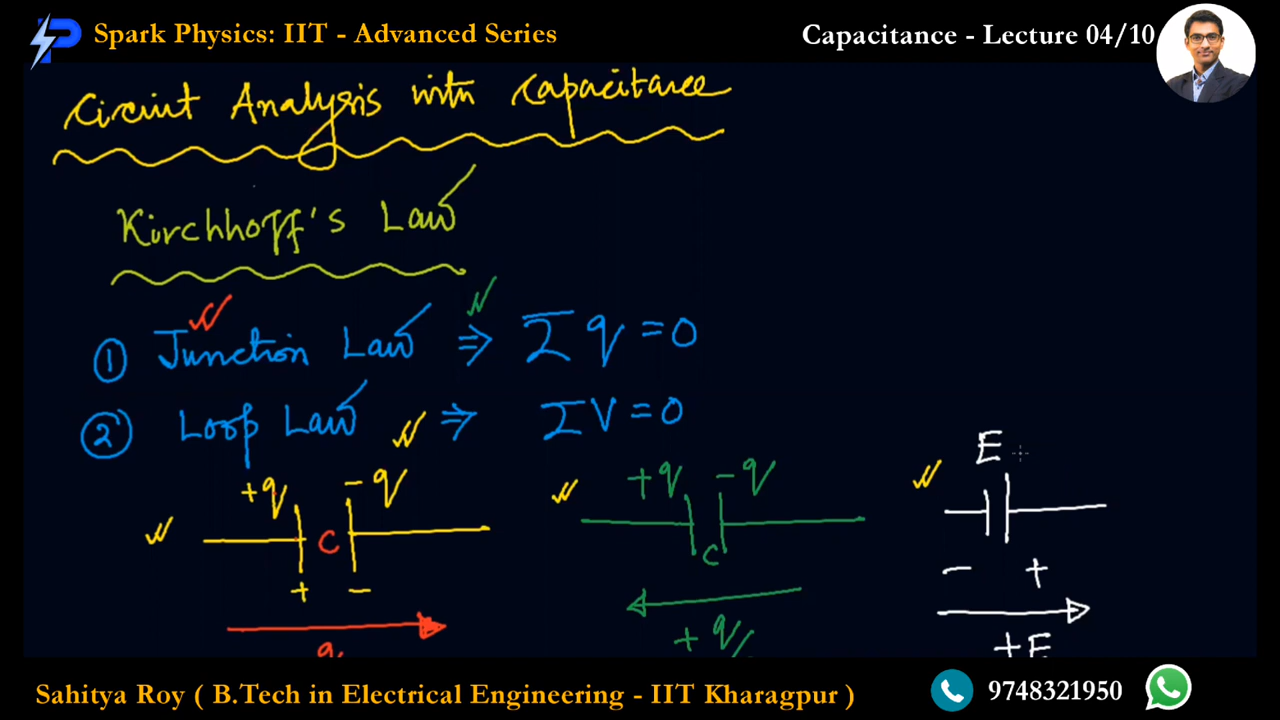 Spark Physics: IIT - Advanced Series
Capacitance - Lecture 04/10
Circuit Analysis with Capacitance
Kirchhoff's Law
① Junction Law ⇒ Σq = 0
② Loop Law ⇒ ΣV = 0
+q -q +q -q E
C C
+ - - +
q
+q/ +E
Sahitya Roy ( B.Tech in Electrical Engineering - IIT Kharagpur ) 9748321950